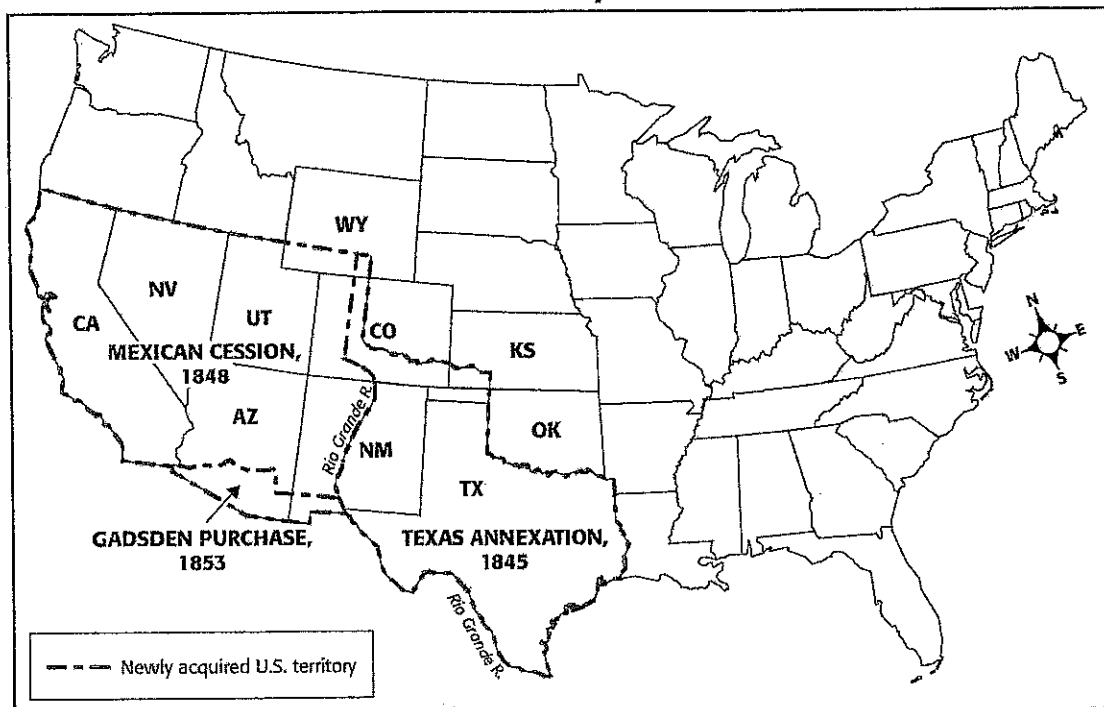 WY
NV
UT
CO
CA
MEXICAN CESSION,
1848
KS
AZ
Rio Grande R.
NM
OK
TX
GADSDEN PURCHASE,
1853
TEXAS ANNEXATION,
1845
Rio Grande R.
N
E
W
S
Newly acquired U.S. territory